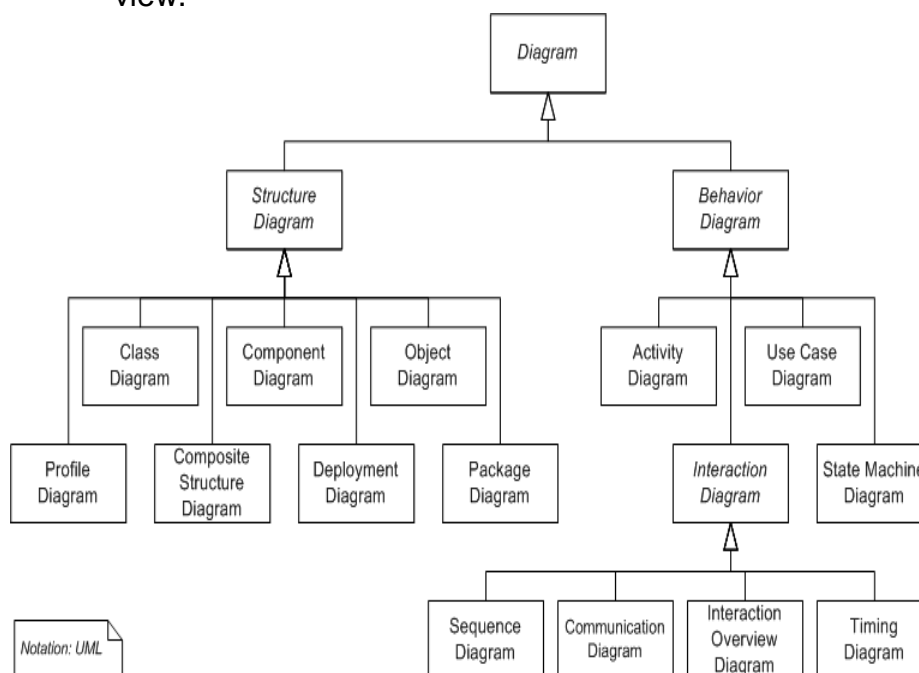 view.
Diagram
Structure
Diagram
Behavior
Diagram
Class
Diagram
Component
Diagram
Object
Diagram
Activity
Diagram
Use Case
Diagram
Profile
Diagram
Composite
Structure
Diagram
Deployment
Diagram
Package
Diagram
Interaction
Diagram
State Machine
Diagram
Sequence
Diagram
Communication
Diagram
Interaction
Overview
Diagram
Timing
Diagram
Notation: UML